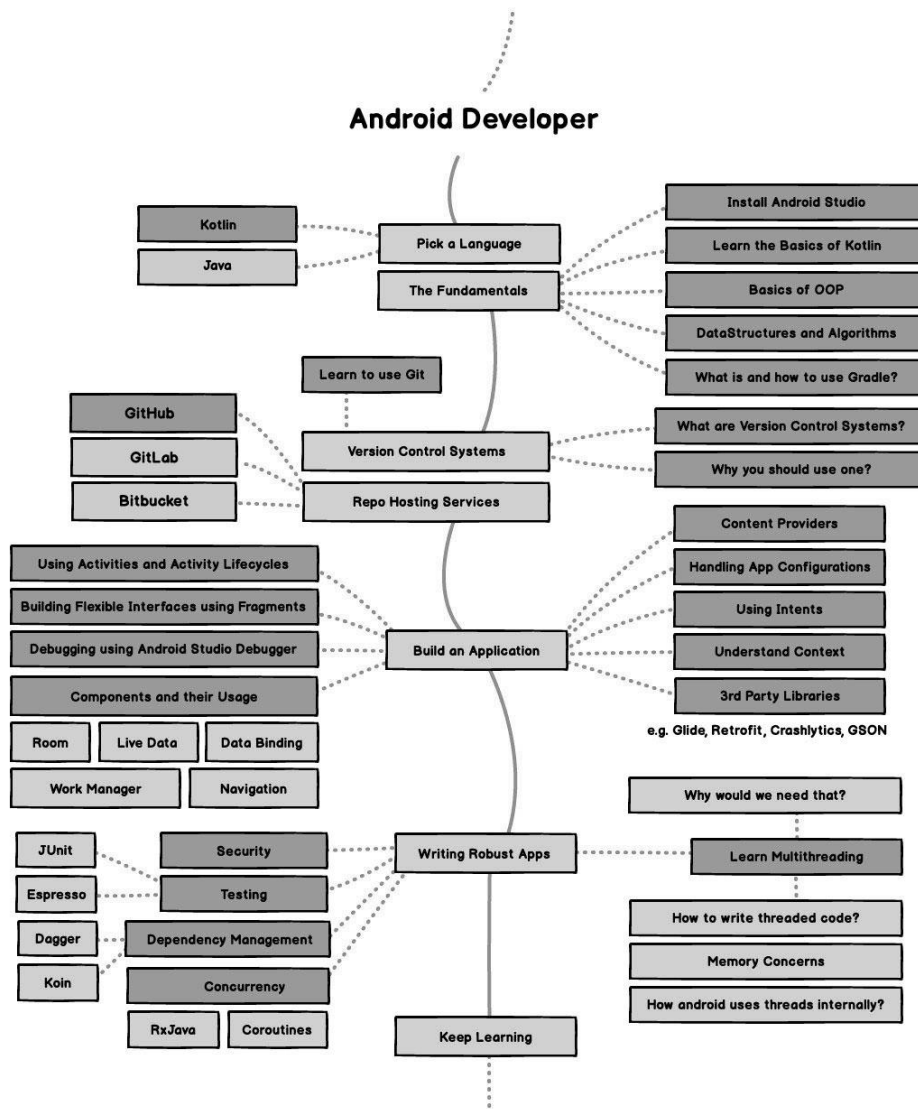 Android Developer
Kotlin
Java
Pick a Language
The Fundamentals
Install Android Studio
Learn the Basics of Kotlin
Basics of OOP
DataStructures and Algorithms
What is and how to use Gradle?
Learn to use Git
GitHub
GitLab
Bitbucket
Version Control Systems
Repo Hosting Services
What are Version Control Systems?
Why you should use one?
Using Activities and Activity Lifecycles
Building Flexible Interfaces using Fragments
Debugging using Android Studio Debugger
Components and their Usage
Room
Live Data
Data Binding
Work Manager
Navigation
Build an Application
Content Providers
Handling App Configurations
Using Intents
Understand Context
3rd Party Libraries
e.g. Glide, Retrofit, Crashlytics, GSON
JUnit
Espresso
Dagger
Koin
Security
Testing
Dependency Management
Concurrency
RxJava
Coroutines
Writing Robust Apps
Why would we need that?
Learn Multithreading
How to write threaded code?
Memory Concerns
How android uses threads internally?
Keep Learning